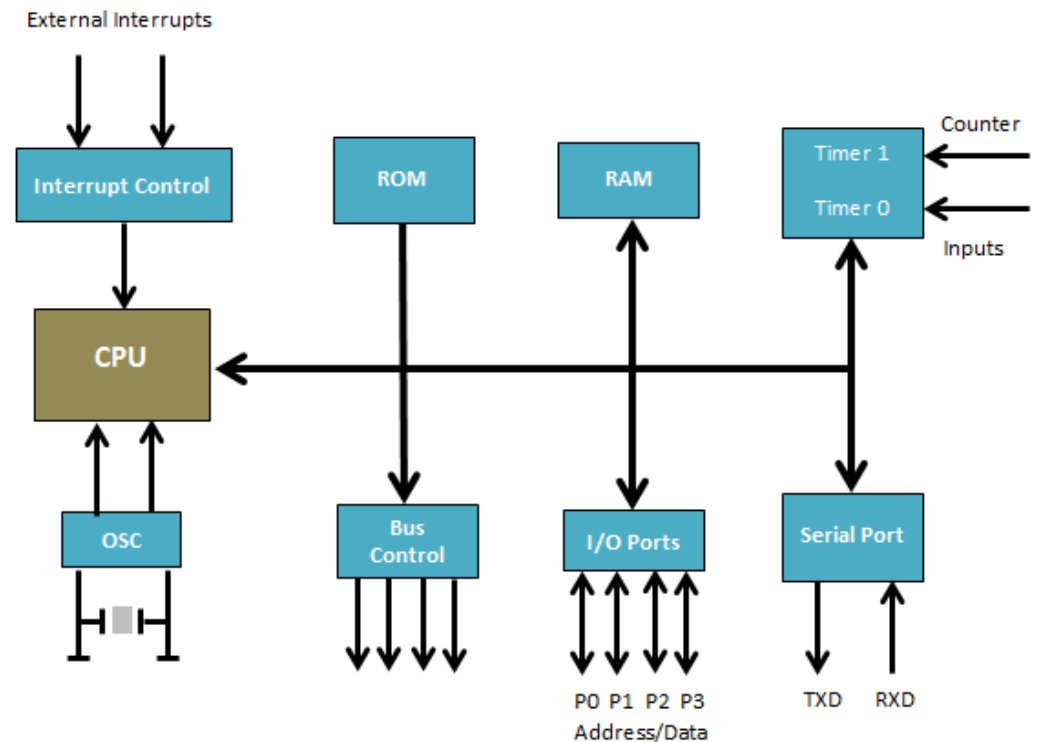 External Interrupts
Interrupt Control
ROM
RAM
Timer 1
Timer 0
Counter
Inputs
CPU
OSC
Bus
Control
I/O Ports
Serial Port
P0 P1 P2 P3
Address/Data
TXD RXD